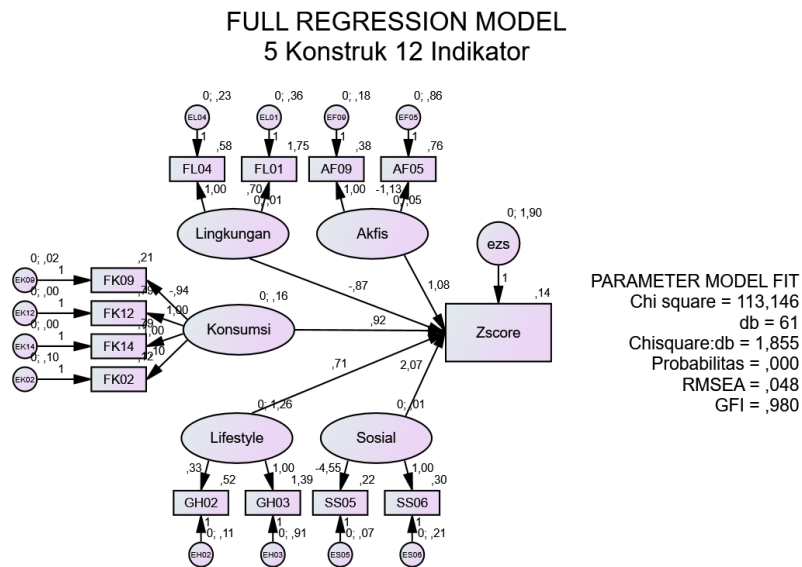 FULL REGRESSION MODEL
5 Konstruk 12 Indikator
0; ,23
0; ,36
0; ,18
0; ,86
EL04
EL01
EF09
EF05
1
1
1
1
,58
1,75
,38
,76
FL04
FL01
AF09
AF05
1,00
,70
1,00
-1,13
0; ,01
0; ,05
Lingkungan
Akfis
0; 1,90
ezs
1
0; ,02
,21
EK09
1
FK09
-,94
-,87
1,08
PARAMETER MODEL FIT
0; ,00
,79
EK12
1
FK12
1,00
0; ,16
,14
Chi square = 113,146
db = 61
0; ,00
,79
Konsumsi
,92
Zscore
Chisquare:db = 1,855
EK14
1
FK14
Probabilitas = ,000
0; ,10
,12
,71
2,07
RMSEA = ,048
EK02
1
FK02
GFI = ,980
0; 1,26
0; ,01
Lifestyle
Sosial
,33
1,00
-4,55
1,00
,52
1,39
,22
,30
GH02
GH03
SS05
SS06
1
1
1
1
0; ,11
0; ,91
0; ,07
0; ,21
EH02
EH03
ES05
ES06